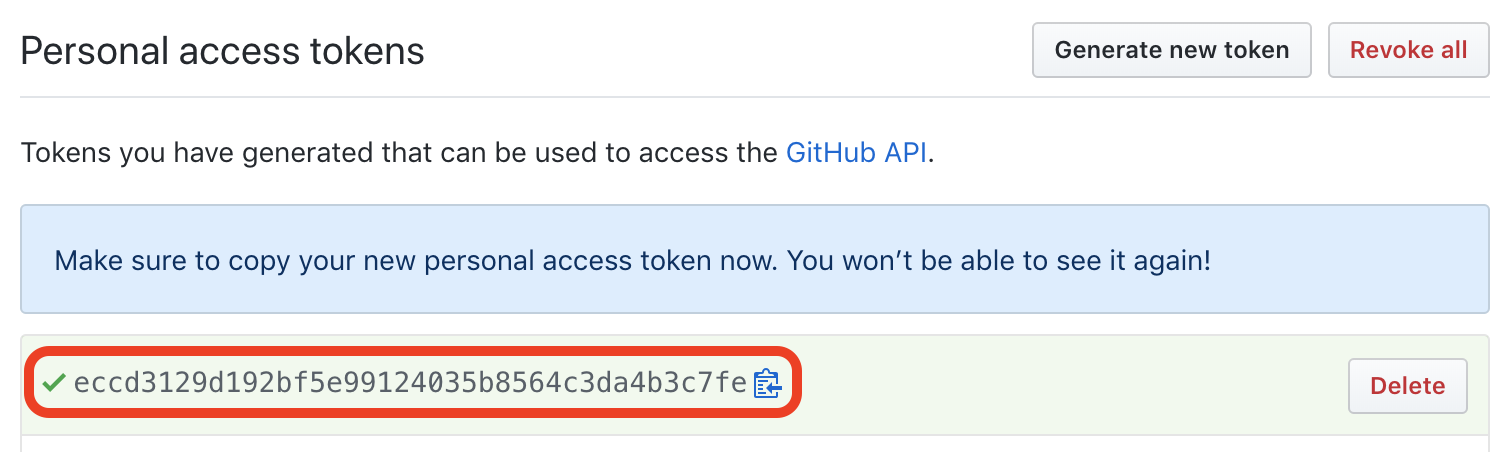 Personal access tokens
Generate new token
Revoke all
Tokens you have generated that can be used to access the GitHub API.
Make sure to copy your new personal access token now. You won’t be able to see it again!
eccd3129d192bf5e99124035b8564c3da4b3c7fe
Delete